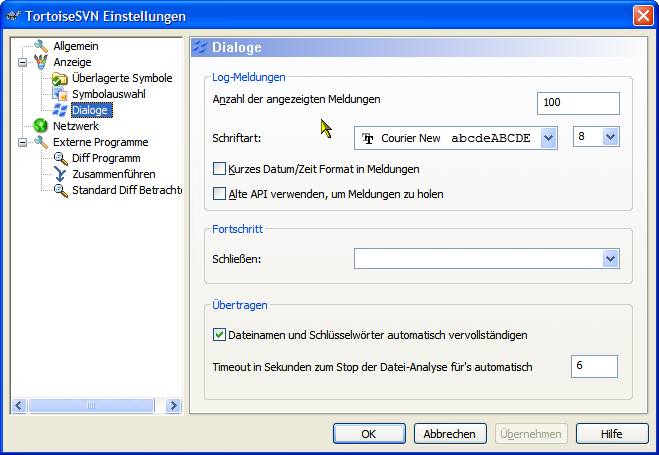 TortoiseSVN Einstellungen
Allgemein
Anzeige
Überlagerte Symbole
Symbolauswahl
Dialoge
Netzwerk
Externe Programme
Diff Programm
Zusammenführen
Standard Diff Betrachte
Dialoge
Log-Meldungen
Anzahl der angezeigten Meldungen
100
Schriftart:
Courier New abcdeABCDE
8
Kurzes Datum/Zeit Format in Meldungen
Alte API verwenden, um Meldungen zu holen
Fortschritt
Schließen:
Übertragen
Dateinamen und Schlüsselwörter automatisch vervollständigen
Timeout in Sekunden zum Stop der Datei-Analyse für's automatisch
6
OK
Abbrechen
Übernehmen
Hilfe